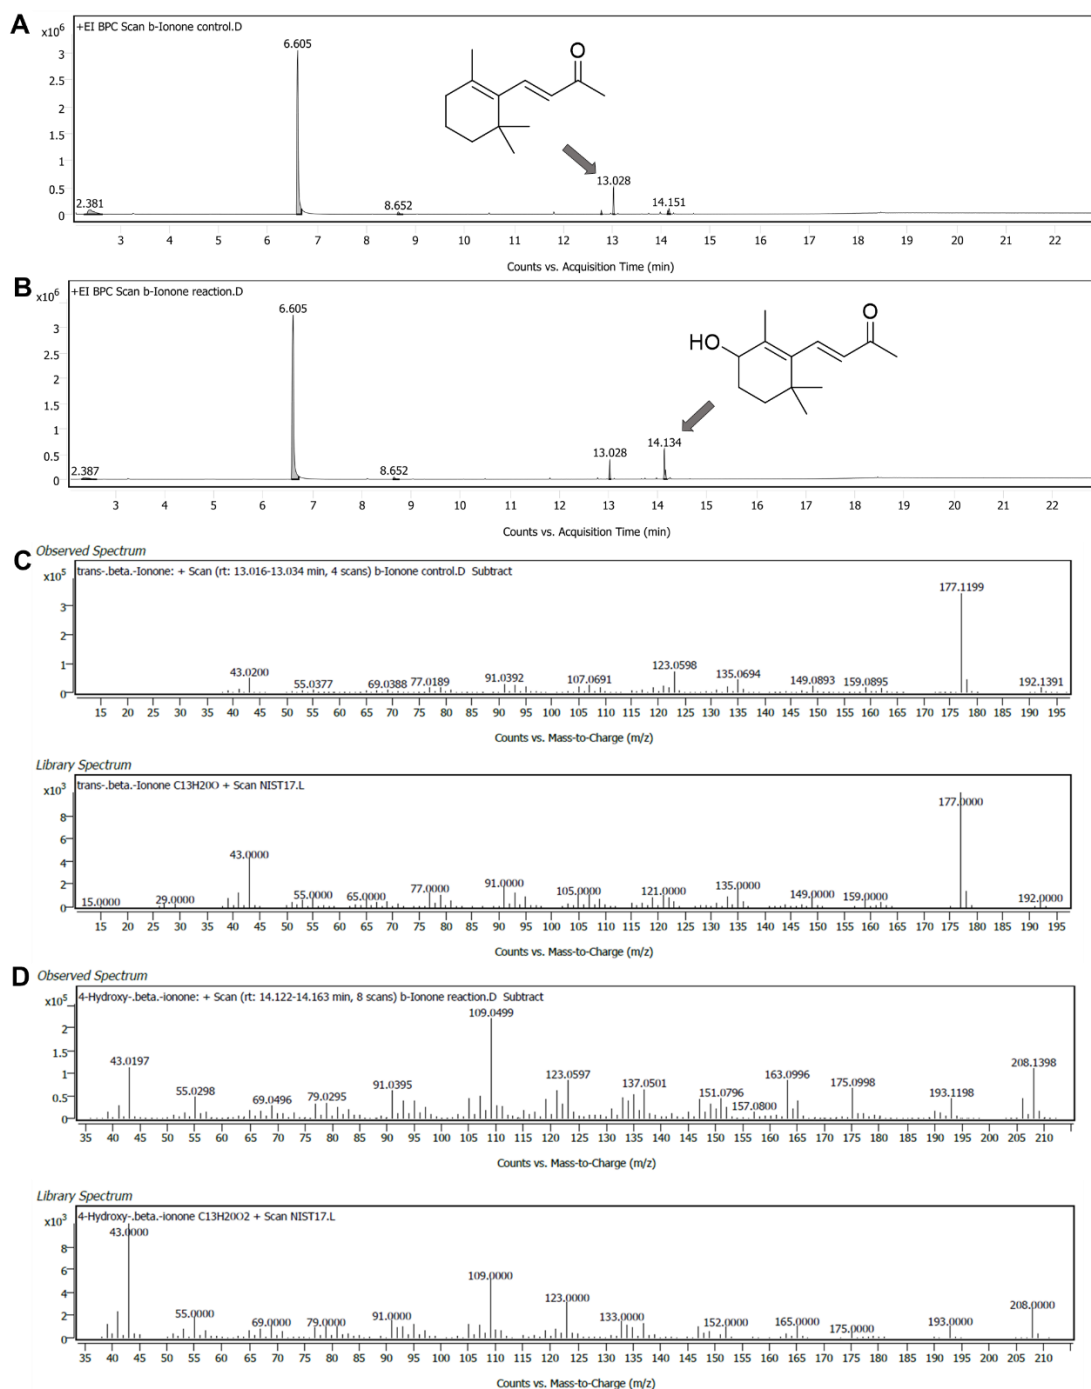 A
x10^6
+EI BPC Scan b-Ionone control.D
3
2.5
2
1.5
1
0.5
0
2.381
6.605
8.652
13.028
14.151
O
3 4 5 6 7 8 9 10 11 12 13 14 15 16 17 18 19 20 21 22
Counts vs. Acquisition Time (min)
B
x10^6
+EI BPC Scan b-Ionone reaction.D
3
2.5
2
1.5
1
0.5
0
2.387
6.605
8.652
13.028
14.134
HO
O
3 4 5 6 7 8 9 10 11 12 13 14 15 16 17 18 19 20 21 22
Counts vs. Acquisition Time (min)
C
Observed Spectrum
x10^5
trans-.beta.-Ionone: + Scan (rt: 13.016-13.034 min, 4 scans) b-Ionone control.D Subtract
3
2
1
0
43.0200
55.0377
69.0388
77.0189
91.0392
107.0691
123.0598
135.0694
149.0893
159.0895
177.1199
192.1391
15 20 25 30 35 40 45 50 55 60 65 70 75 80 85 90 95 100 105 110 115 120 125 130 135 140 145 150 155 160 165 170 175 180 185 190 195
Counts vs. Mass-to-Charge (m/z)
Library Spectrum
x10^3
trans-.beta.-Ionone C13H20O + Scan NIST17.L
8
6
4
2
0
15.0000
29.0000
43.0000
55.0000
65.0000
77.0000
91.0000
105.0000
121.0000
135.0000
149.0000
159.0000
177.0000
192.0000
15 20 25 30 35 40 45 50 55 60 65 70 75 80 85 90 95 100 105 110 115 120 125 130 135 140 145 150 155 160 165 170 175 180 185 190 195
Counts vs. Mass-to-Charge (m/z)
D
Observed Spectrum
x10^5
4-Hydroxy-.beta.-ionone: + Scan (rt: 14.122-14.163 min, 8 scans) b-Ionone reaction.D Subtract
2
1.5
1
0.5
0
43.0197
55.0298
69.0496
79.0295
91.0395
109.0499
123.0597
137.0501
151.0796
157.0800
163.0996
175.0998
193.1198
208.1398
35 40 45 50 55 60 65 70 75 80 85 90 95 100 105 110 115 120 125 130 135 140 145 150 155 160 165 170 175 180 185 190 195 200 205 210
Counts vs. Mass-to-Charge (m/z)
Library Spectrum
x10^3
4-Hydroxy-.beta.-ionone C13H20O2 + Scan NIST17.L
8
6
4
2
0
43.0000
55.0000
69.0000
79.0000
91.0000
109.0000
123.0000
133.0000
152.0000
165.0000
175.0000
193.0000
208.0000
35 40 45 50 55 60 65 70 75 80 85 90 95 100 105 110 115 120 125 130 135 140 145 150 155 160 165 170 175 180 185 190 195 200 205 210
Counts vs. Mass-to-Charge (m/z)